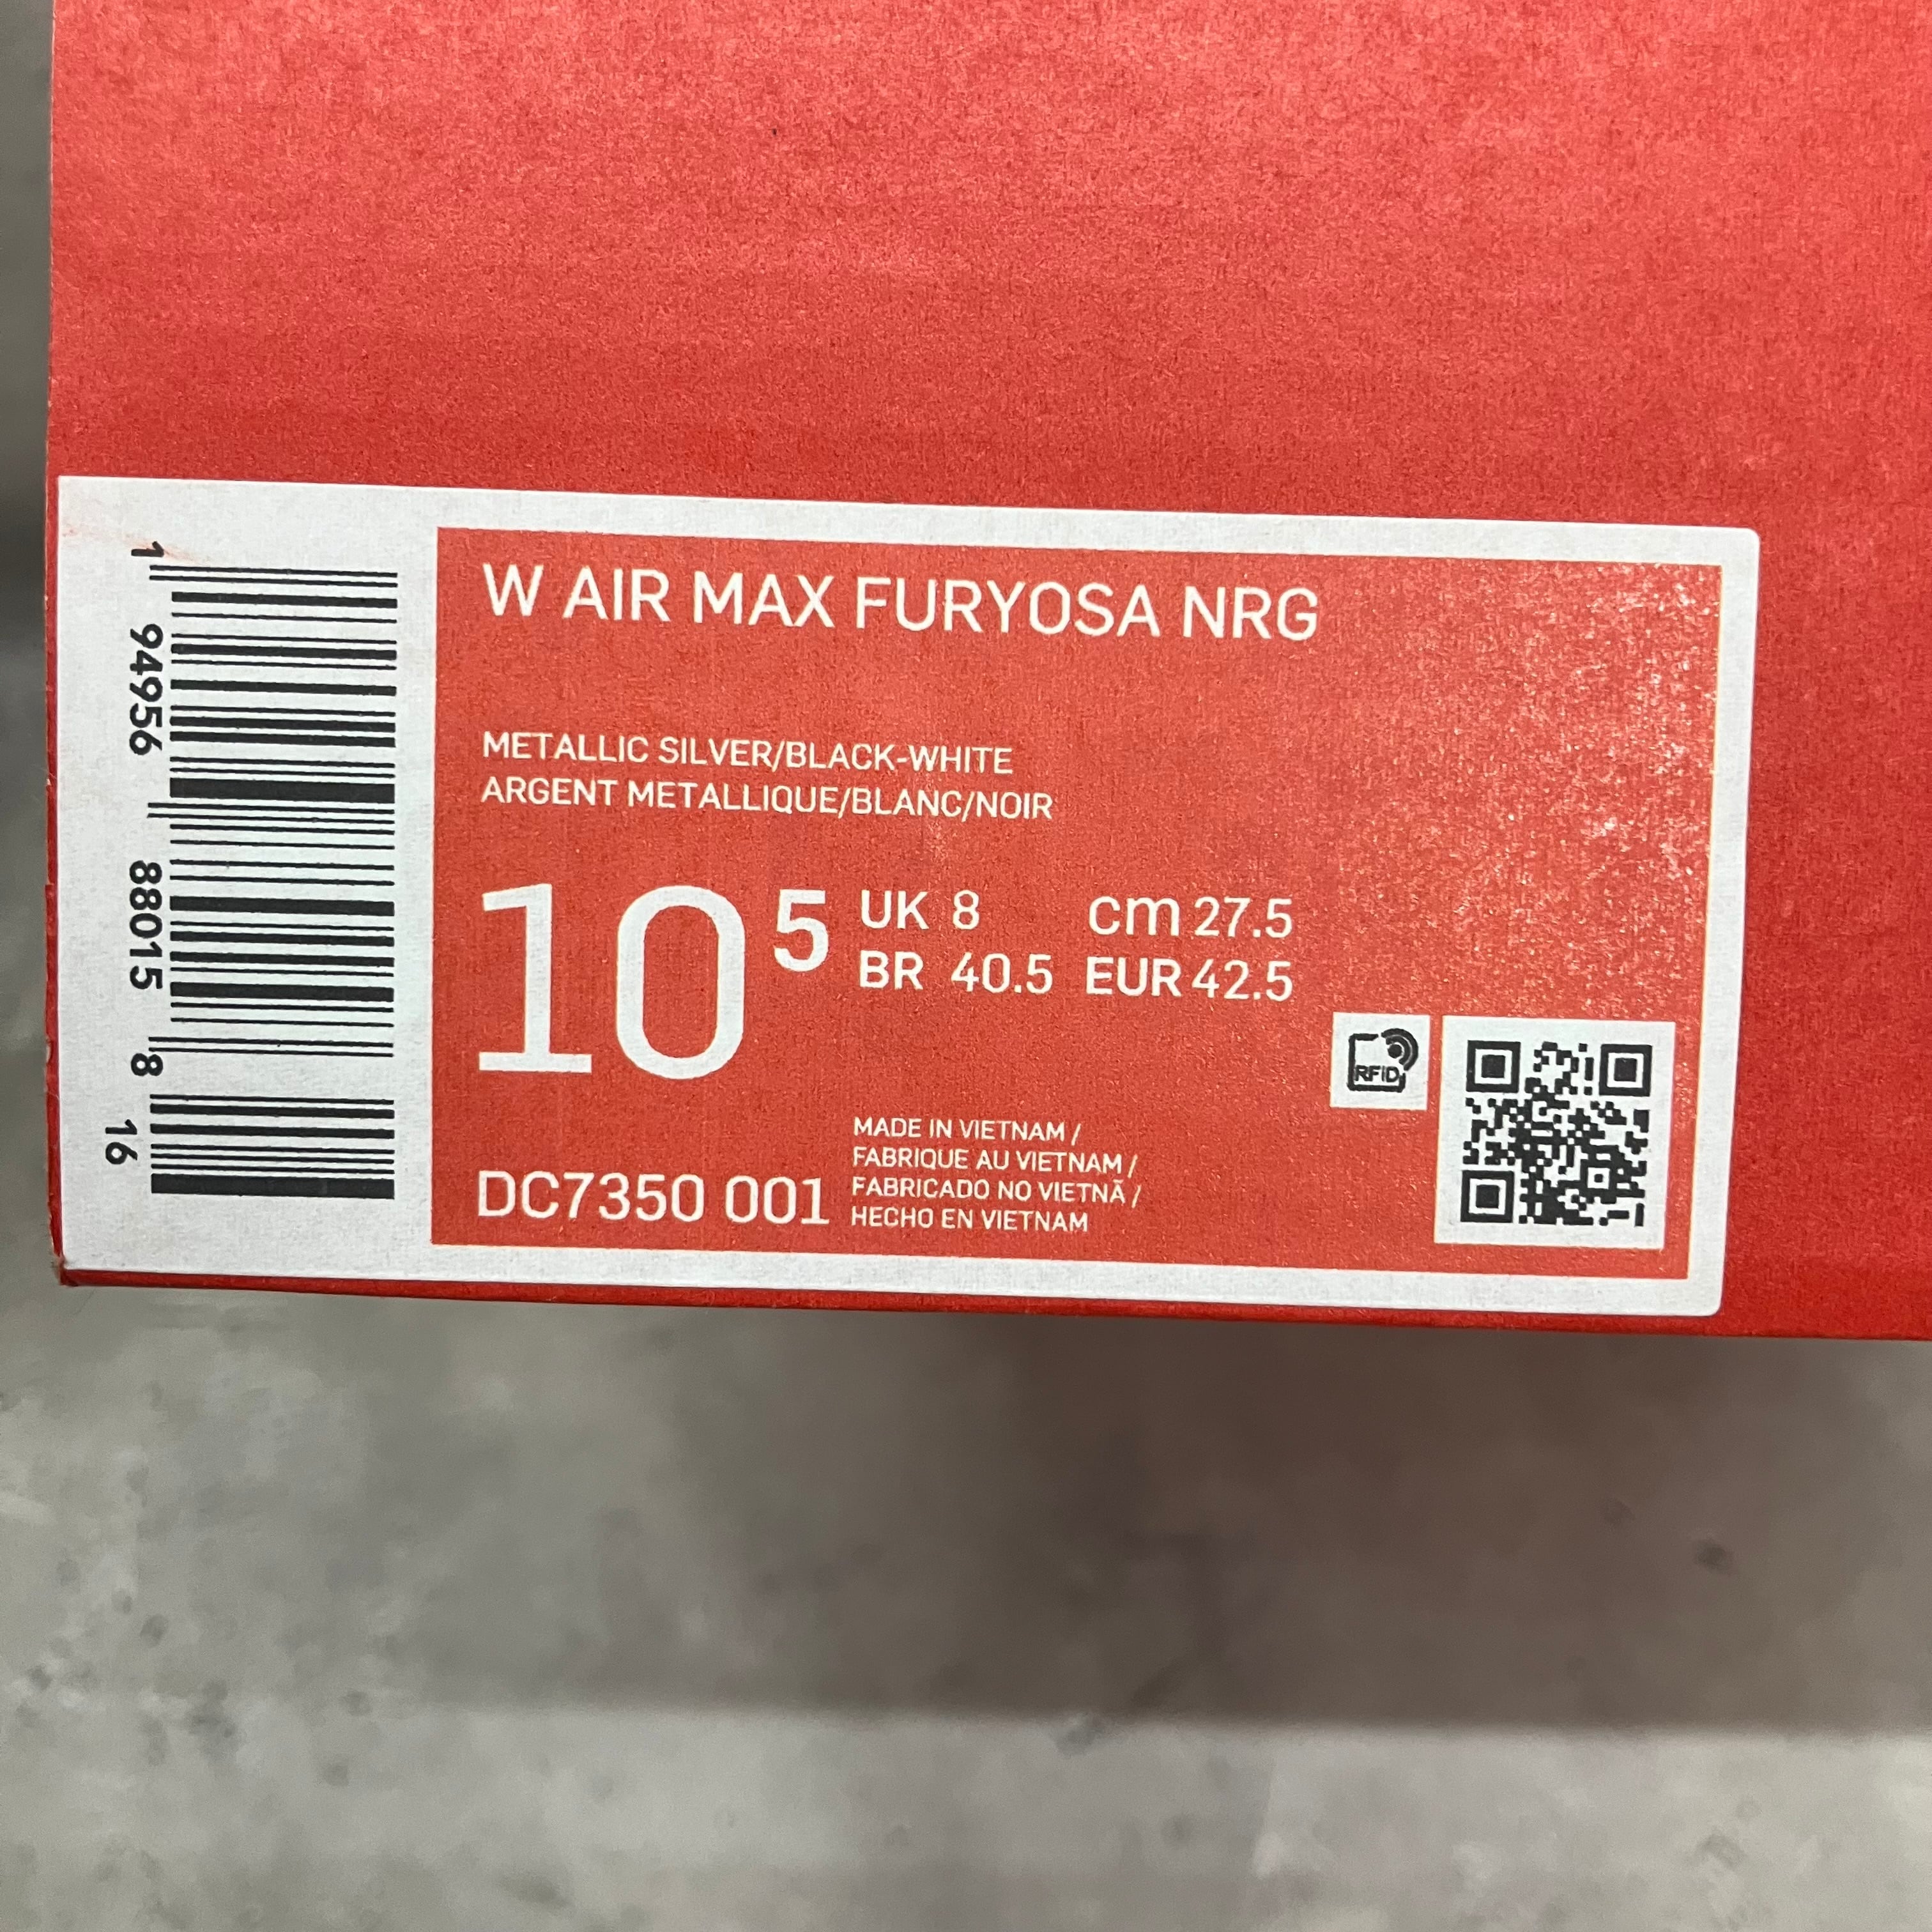 W AIR MAX FURYOSA NRG
METALLIC SILVER/BLACK-WHITE
ARGENT METALLIQUE/BLANC/NOIR
10 5
UK 8 cm 27.5
BR 40.5 EUR 42.5
RFID
DC7350 001
MADE IN VIETNAM /
FABRIQUE AU VIETNAM /
FABRICADO NO VIETNÃ /
HECHO EN VIETNAM
1 94956 88015 8 16